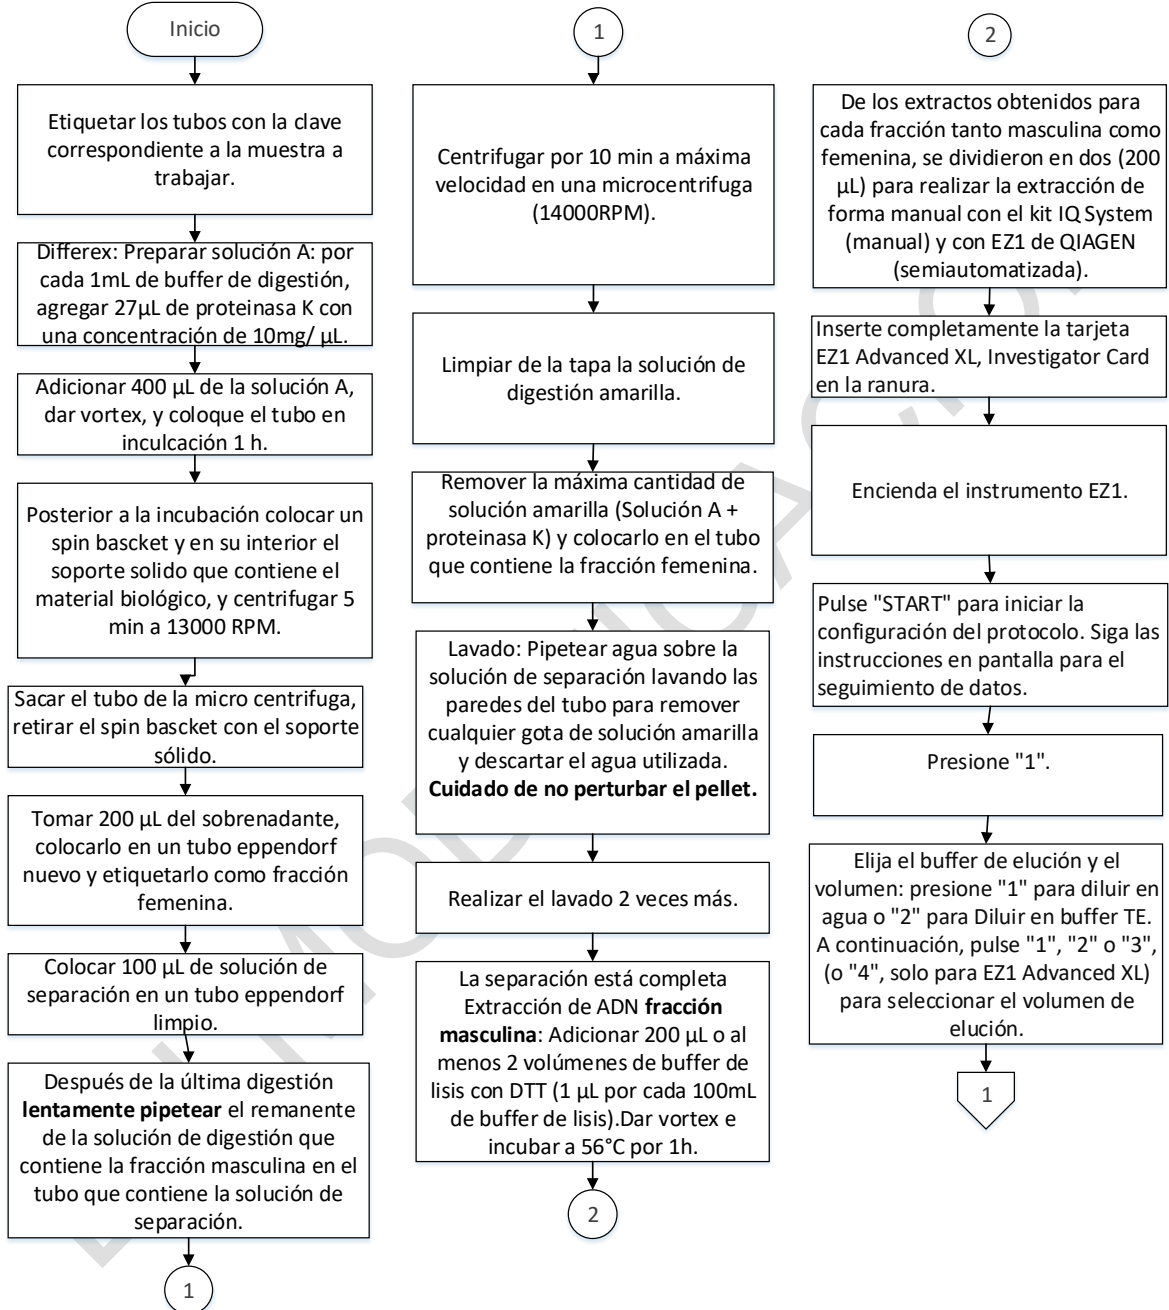 Inicio
Etiquetar los tubos con la clave
correspondiente a la muestra a
trabajar.
Differex: Preparar solución A: por
cada 1mL de buffer de digestión,
agregar 27µL de proteinasa K con
una concentración de 10mg/ µL.
Adicionar 400 µL de la solución A,
dar vortex, y coloque el tubo en
inculcación 1 h.
Posterior a la incubación colocar un
spin bascket y en su interior el
soporte solido que contiene el
material biológico, y centrifugar 5
min a 13000 RPM.
Sacar el tubo de la micro centrifuga,
retirar el spin bascket con el soporte
sólido.
Tomar 200 µL del sobrenadante,
colocarlo en un tubo eppendorf
nuevo y etiquetarlo como fracción
femenina.
Colocar 100 µL de solución de
separación en un tubo eppendorf
limpio.
Después de la última digestión
lentamente pipetear el remanente
de la solución de digestión que
contiene la fracción masculina en el
tubo que contiene la solución de
separación.
1
1
Centrifugar por 10 min a máxima
velocidad en una microcentrifuga
(14000RPM).
Limpiar de la tapa la solución de
digestión amarilla.
Remover la máxima cantidad de
solución amarilla (Solución A +
proteinasa K) y colocarlo en el tubo
que contiene la fracción femenina.
Lavado: Pipetear agua sobre la
solución de separación lavando las
paredes del tubo para remover
cualquier gota de solución amarilla
y descartar el agua utilizada.
Cuidado de no perturbar el pellet.
Realizar el lavado 2 veces más.
La separación está completa
Extracción de ADN fracción
masculina: Adicionar 200 µL o al
menos 2 volúmenes de buffer de
lisis con DTT (1 µL por cada 100mL
de buffer de lisis).Dar vortex e
incubar a 56°C por 1h.
2
2
De los extractos obtenidos para
cada fracción tanto masculina como
femenina, se dividieron en dos (200
µL) para realizar la extracción de
forma manual con el kit IQ System
(manual) y con EZ1 de QIAGEN
(semiautomatizada).
Inserte completamente la tarjeta
EZ1 Advanced XL, Investigator Card
en la ranura.
Encienda el instrumento EZ1.
Pulse "START" para iniciar la
configuración del protocolo. Siga las
instrucciones en pantalla para el
seguimiento de datos.
Presione "1".
Elija el buffer de elución y el
volumen: presione "1" para diluir en
agua o "2" para Diluir en buffer TE.
A continuación, pulse "1", "2" o "3",
(o "4", solo para EZ1 Advanced XL)
para seleccionar el volumen de
elución.
1